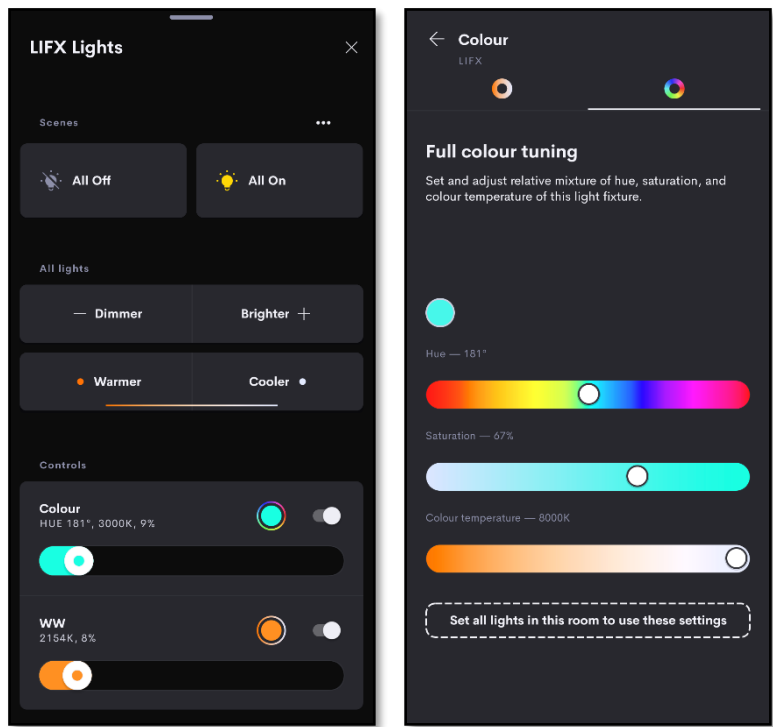 LIFX Lights
Scenes
All Off
All On
All lights
Dimmer
Brighter
Warmer
Cooler
Controls
Colour
HUE 181°, 3000K, 9%
WW
2154K, 8%
Colour
LIFX
Full colour tuning
Set and adjust relative mixture of hue, saturation, and
colour temperature of this light fixture.
Hue — 181°
Saturation — 67%
Colour temperature — 8000K
Set all lights in this room to use these settings